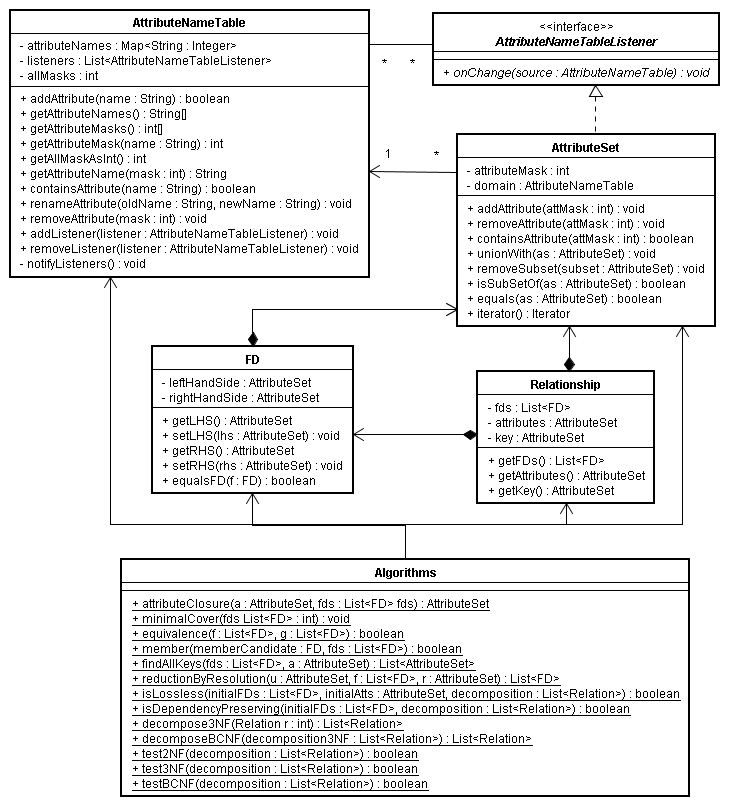 AttributeNameTable
- attributeNames : Map<String : Integer>
- listeners : List<AttributeNameTableListener>
- allMasks : int
+ addAttribute(name : String) : boolean
+ getAttributeNames() : String[]
+ getAttributeMasks() : int[]
+ getAttributeMask(name : String) : int
+ getAllMaskAsInt() : int
+ getAttributeName(mask : int) : String
+ containsAttribute(name : String) : boolean
+ renameAttribute(oldName : String, newName : String) : void
+ removeAttribute(mask : int) : void
+ addListener(listener : AttributeNameTableListener) : void
+ removeListener(listener : AttributeNameTableListener) : void
- notifyListeners() : void
* *
<<interface>>
AttributeNameTableListener
+ onChange(source : AttributeNameTable) : void
1 *
AttributeSet
- attributeMask : int
- domain : AttributeNameTable
+ addAttribute(attMask : int) : void
+ removeAttribute(attMask : int) : void
+ containsAttribute(attMask : int) : boolean
+ unionWith(as : AttributeSet) : void
+ removeSubset(subset : AttributeSet) : void
+ isSubSetOf(as : AttributeSet) : boolean
+ equals(as : AttributeSet) : boolean
+ iterator() : Iterator
FD
- leftHandSide : AttributeSet
- rightHandSide : AttributeSet
+ getLHS() : AttributeSet
+ setLHS(lhs : AttributeSet) : void
+ getRHS() : AttributeSet
+ setRHS(rhs : AttributeSet) : void
+ equalsFD(f : FD) : boolean
Relationship
- fds : List<FD>
- attributes : AttributeSet
- key : AttributeSet
+ getFDs() : List<FD>
+ getAttributes() : AttributeSet
+ getKey() : AttributeSet
Algorithms
+ attributeClosure(a : AttributeSet, fds : List<FD> fds) : AttributeSet
+ minimalCover(fds List<FD> : int) : void
+ equivalence(f : List<FD>, g : List<FD>) : boolean
+ member(memberCandidate : FD, fds : List<FD>) : boolean
+ findAllKeys(fds : List<FD>, a : AttributeSet) : List<AttributeSet>
+ reductionByResolution(u : AttributeSet, f : List<FD>, r : AttributeSet) : List<FD>
+ isLossless(initialFDs : List<FD>, initialAtts : AttributeSet, decomposition : List<Relation>) : boolean
+ isDependencyPreserving(initialFDs : List<FD>, decomposition : List<Relation>) : boolean
+ decompose3NF(Relation r : int) : List<Relation>
+ decomposeBCNF(decomposition3NF : List<Relation>) : List<Relation>
+ test2NF(decomposition : List<Relation>) : boolean
+ test3NF(decomposition : List<Relation>) : boolean
+ testBCNF(decomposition : List<Relation>) : boolean